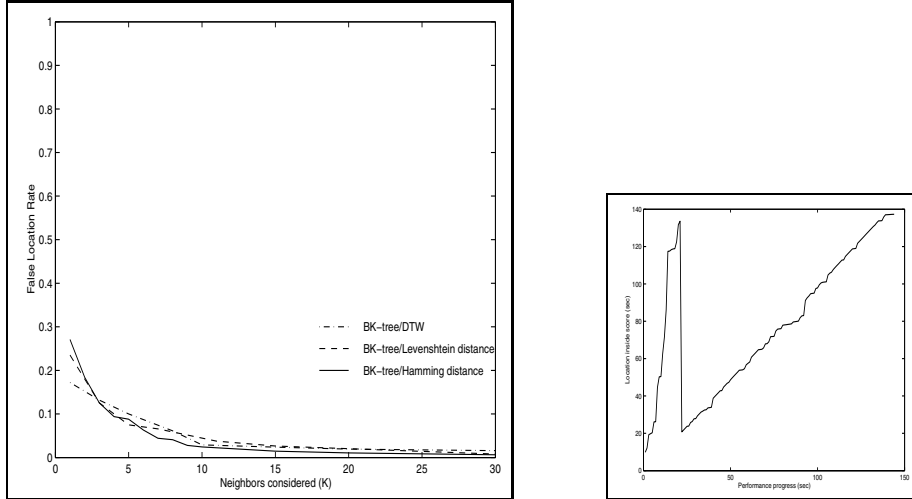 1
0.9
0.8
0.7
0.6
0.5
0.4
0.3
0.2
0.1
0
False Location Rate
BK-tree/DTW
BK-tree/Levenshtein distance
BK-tree/Hamming distance
0 5 10 15 20 25 30
Neighbors considered (K)
140
120
100
80
60
40
20
0
Location inside score (sec)
0 50 100 150
Performance progress (sec)